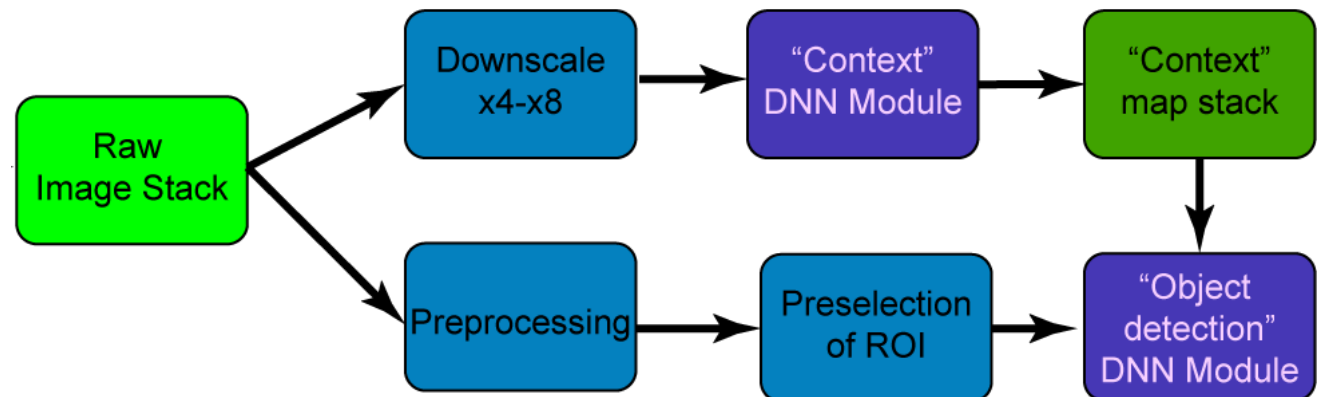 Raw
Image Stack
Downscale
x4-x8
“Context”
DNN Module
“Context”
map stack
Preprocessing
Preselection
of ROI
“Object
detection”
DNN Module